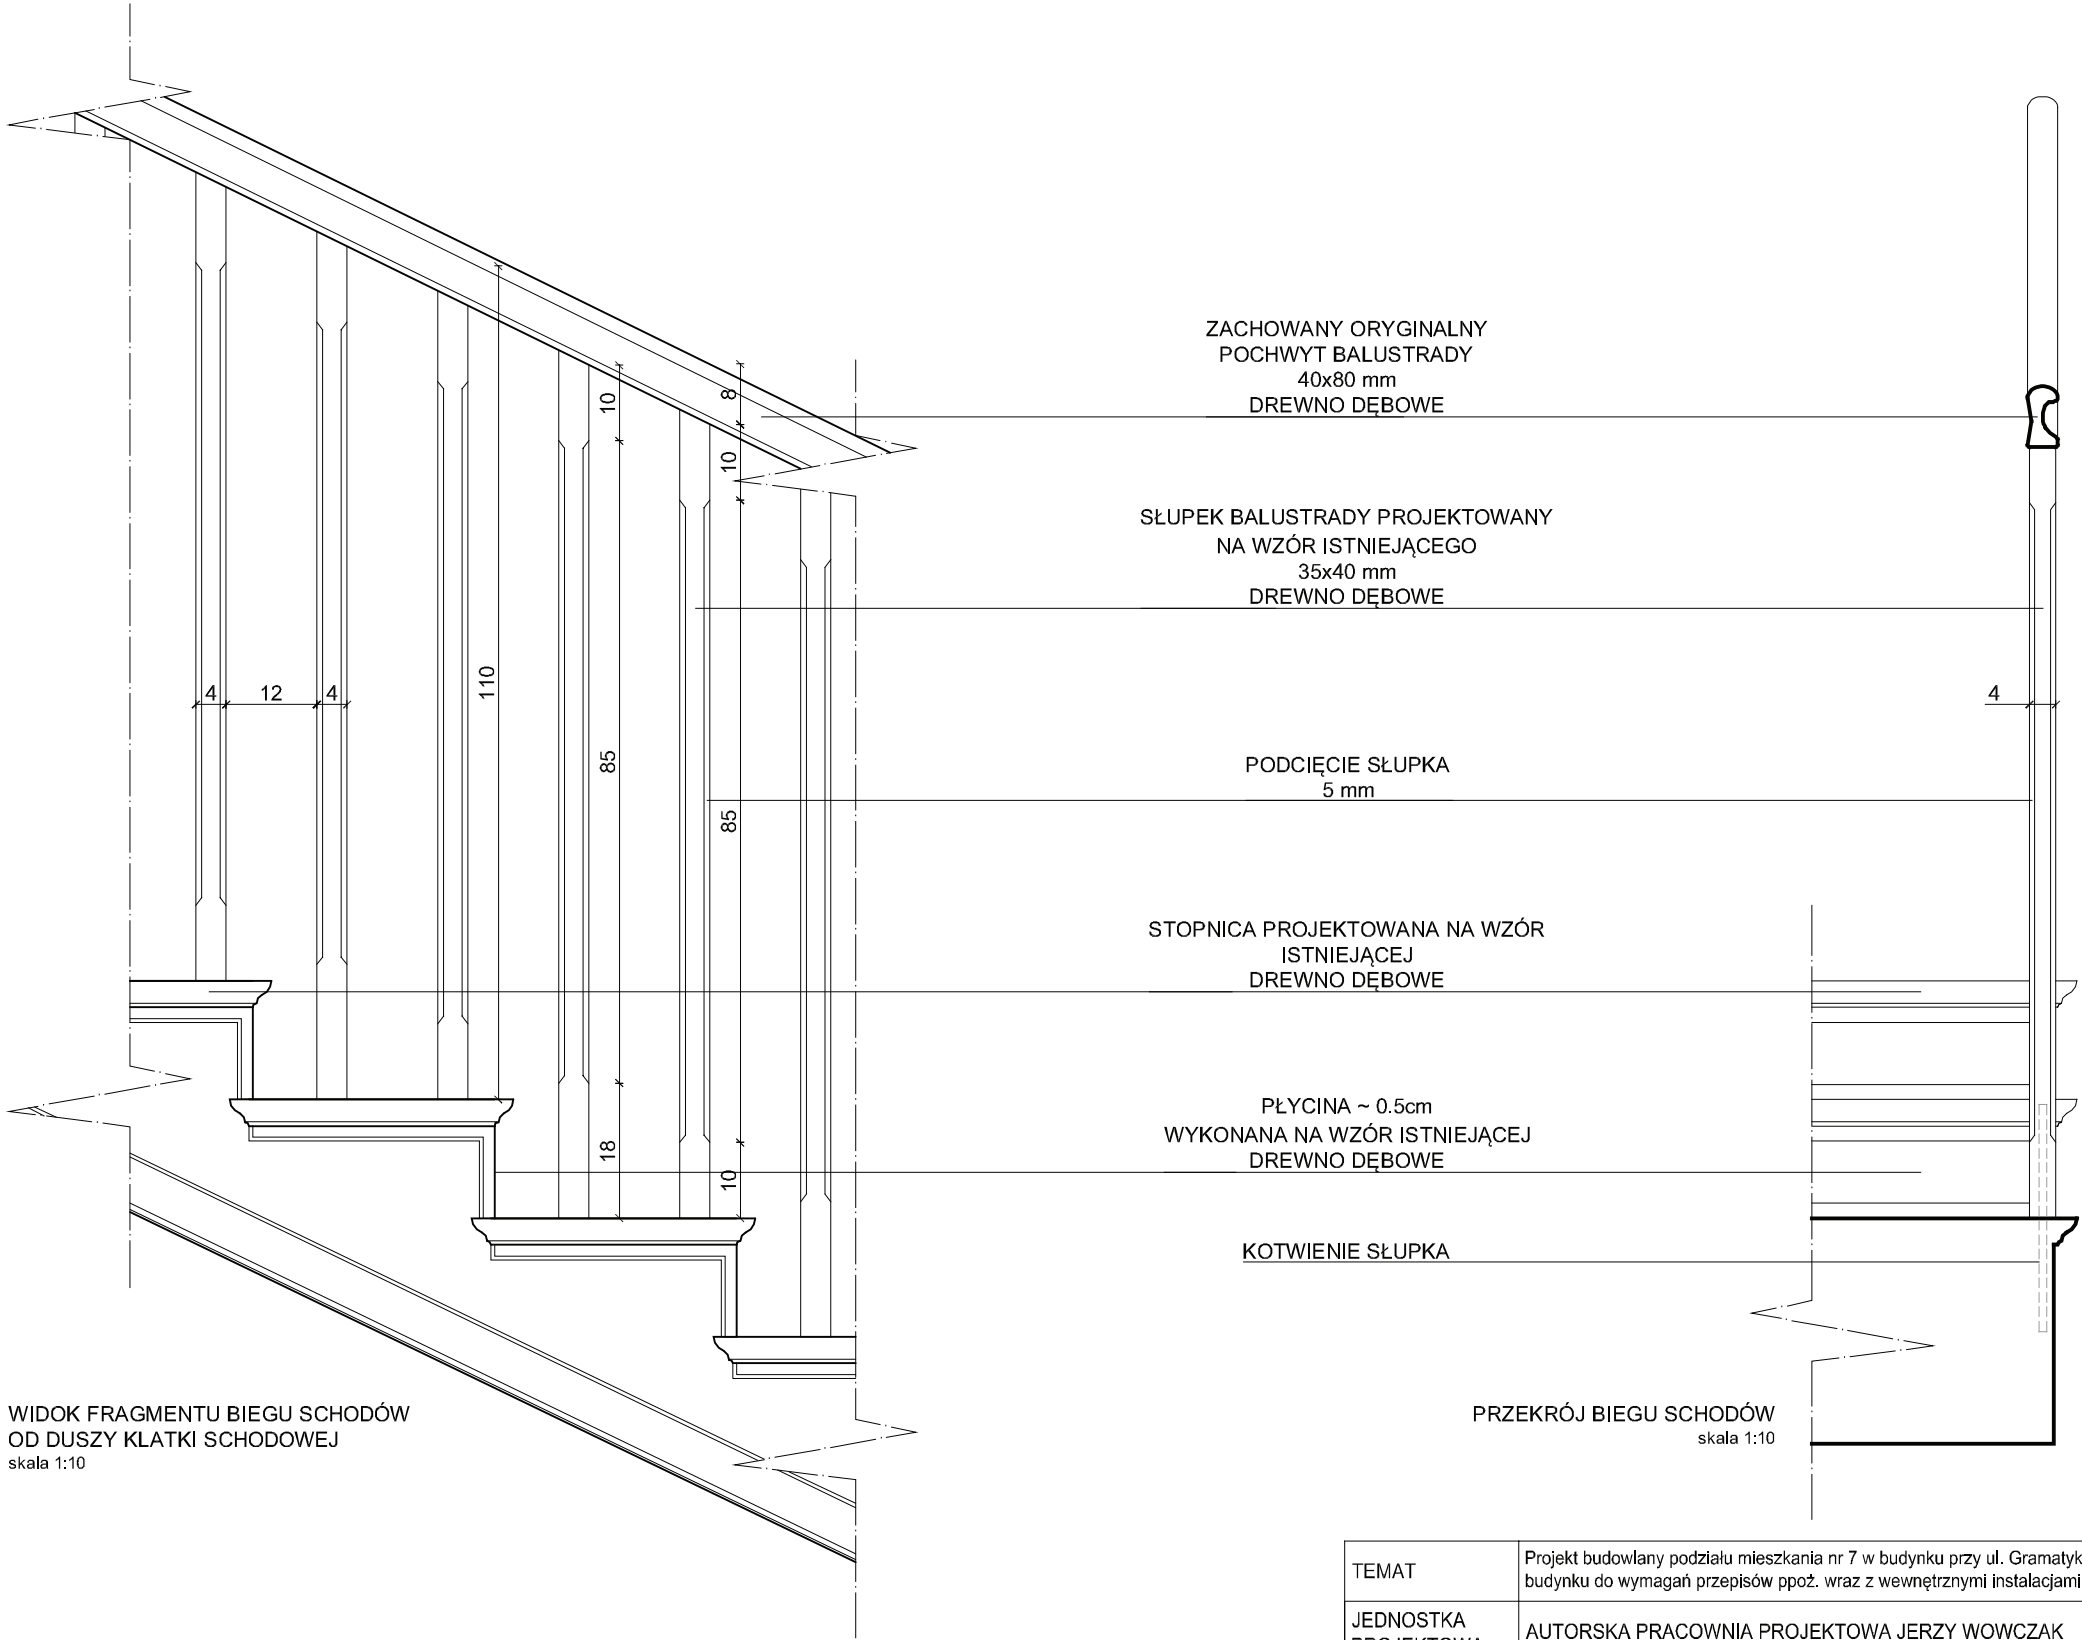 ZACHOWANY ORYGINALNY
POCHWYT BALUSTRADY
40x80 mm
DREWNO DĘBOWE
8
10
10
SŁUPEK BALUSTRADY PROJEKTOWANY
NA WZÓR ISTNIEJĄCEGO
35x40 mm
DREWNO DĘBOWE
4
12
4
110
4
85
85
PODCIĘCIE SŁUPKA
5 mm
STOPNICA PROJEKTOWANA NA WZÓR
ISTNIEJĄCEJ
DREWNO DĘBOWE
PŁYCINA ~ 0.5cm
WYKONANA NA WZÓR ISTNIEJĄCEJ
DREWNO DĘBOWE
18
10
KOTWIENIE SŁUPKA
WIDOK FRAGMENTU BIEGU SCHODÓW
OD DUSZY KLATKI SCHODOWEJ
skala 1:10
PRZEKRÓJ BIEGU SCHODÓW
skala 1:10
TEMAT
Projekt budowlany podziału mieszkania nr 7 w budynku przy ul. Gramatyk
budynku do wymagań przepisów ppoż. wraz z wewnętrznymi instalacjami
JEDNOSTKA
AUTORSKA PRACOWNIA PROJEKTOWA JERZY WOWCZAK